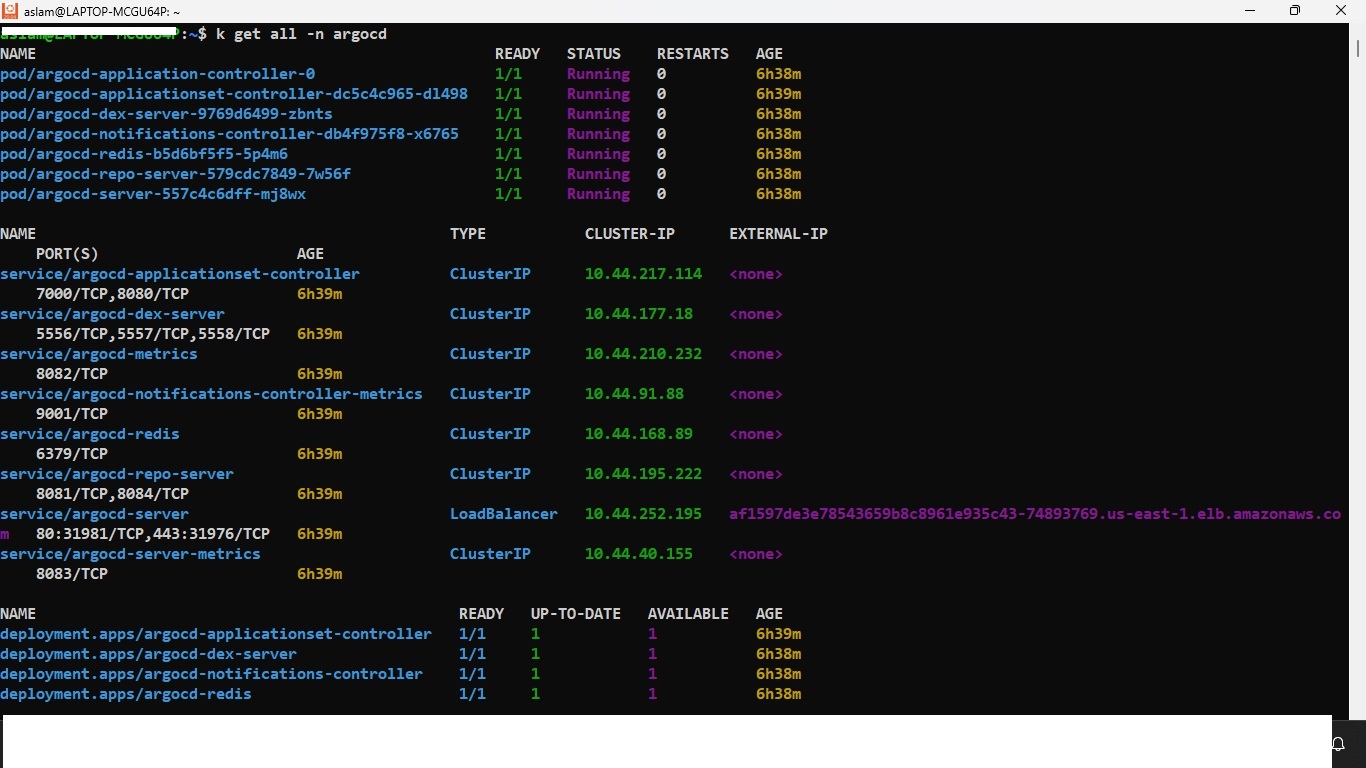 aslam@LAPTOP-MCGU64P: ~
:~$ k get all -n argocd
NAME READY STATUS RESTARTS AGE
pod/argocd-application-controller-0 1/1 Running 0 6h38m
pod/argocd-applicationset-controller-dc5c4c965-dl498 1/1 Running 0 6h39m
pod/argocd-dex-server-9769d6499-zbnts 1/1 Running 0 6h38m
pod/argocd-notifications-controller-db4f975f8-x6765 1/1 Running 0 6h38m
pod/argocd-redis-b5d6bf5f5-5p4m6 1/1 Running 0 6h38m
pod/argocd-repo-server-579cdc7849-7w56f 1/1 Running 0 6h38m
pod/argocd-server-557c4c6dff-mj8wx 1/1 Running 0 6h38m
NAME TYPE CLUSTER-IP EXTERNAL-IP
PORT(S) AGE
service/argocd-applicationset-controller ClusterIP 10.44.217.114 <none>
7000/TCP,8080/TCP 6h39m
service/argocd-dex-server ClusterIP 10.44.177.18 <none>
5556/TCP,5557/TCP,5558/TCP 6h39m
service/argocd-metrics ClusterIP 10.44.210.232 <none>
8082/TCP 6h39m
service/argocd-notifications-controller-metrics ClusterIP 10.44.91.88 <none>
9001/TCP 6h39m
service/argocd-redis ClusterIP 10.44.168.89 <none>
6379/TCP 6h39m
service/argocd-repo-server ClusterIP 10.44.195.222 <none>
8081/TCP,8084/TCP 6h39m
service/argocd-server LoadBalancer 10.44.252.195 af1597de3e78543659b8c8961e935c43-74893769.us-east-1.elb.amazonaws.co
m 80:31981/TCP,443:31976/TCP 6h39m
service/argocd-server-metrics ClusterIP 10.44.40.155 <none>
8083/TCP 6h39m
NAME READY UP-TO-DATE AVAILABLE AGE
deployment.apps/argocd-applicationset-controller 1/1 1 1 6h39m
deployment.apps/argocd-dex-server 1/1 1 1 6h38m
deployment.apps/argocd-notifications-controller 1/1 1 1 6h38m
deployment.apps/argocd-redis 1/1 1 1 6h38m